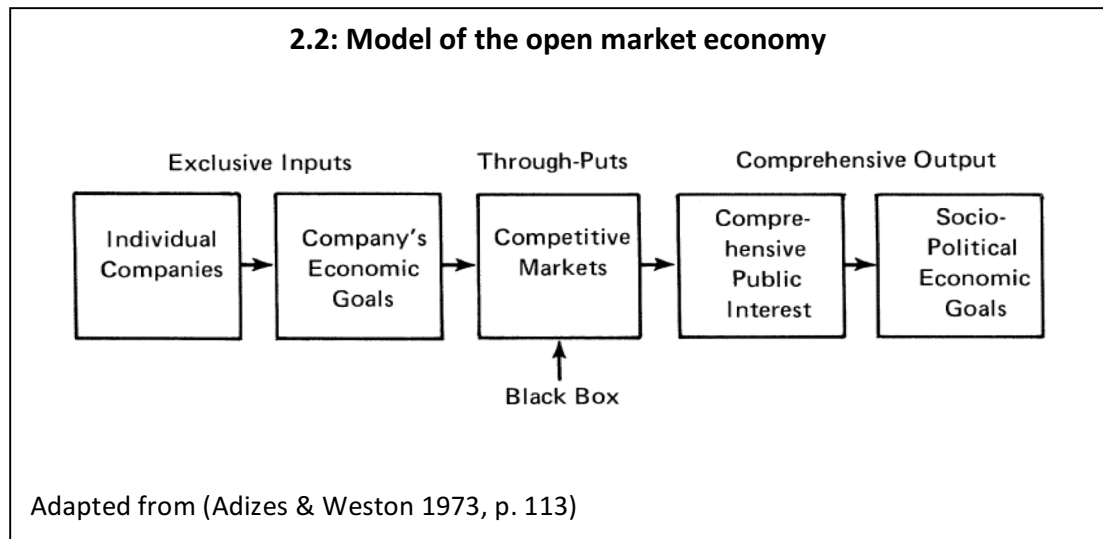 2.2: Model of the open market economy
Exclusive Inputs
Through-Puts
Comprehensive Output
Individual
Companies
Company's
Economic
Goals
Competitive
Markets
Compre-
hensive
Public
Interest
Socio-
Political
Economic
Goals
Black Box
Adapted from (Adizes & Weston 1973, p. 113)